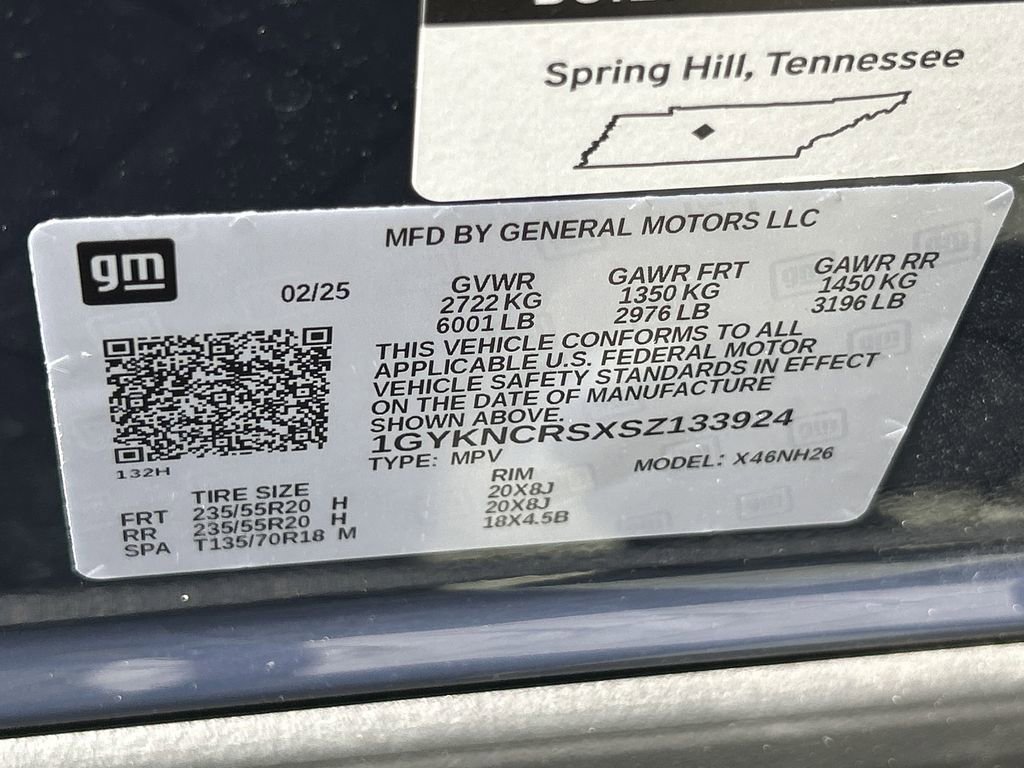 Spring Hill, Tennessee
gm
MFD BY GENERAL MOTORS LLC
02/25
GVWR
2722 KG
6001 LB
GAWR FRT
1350 KG
2976 LB
GAWR RR
1450 KG
3196 LB
THIS VEHICLE CONFORMS TO ALL
APPLICABLE U.S. FEDERAL MOTOR
VEHICLE SAFETY STANDARDS IN EFFECT
ON THE DATE OF MANUFACTURE
SHOWN ABOVE.
1GYKNCRSXSZ133924
TYPE: MPV
MODEL: X46NH26
132H
TIRE SIZE
RIM
FRT 235/55R20 H 20X8J
RR 235/55R20 H 20X8J
SPA T135/70R18 M 18X4.5B